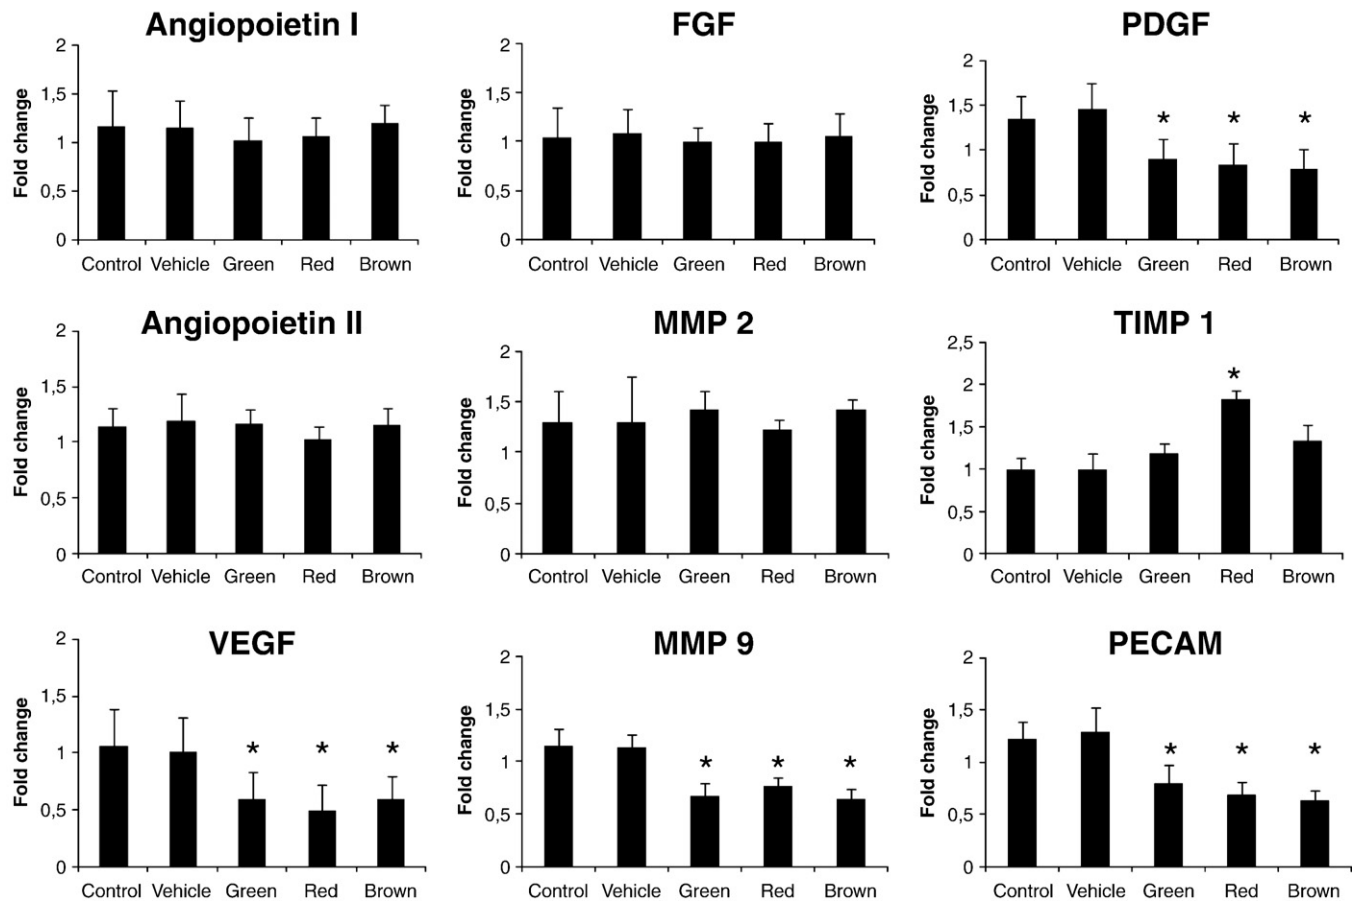 Angiopoietin I
Fold change
2
1,5
1
0,5
0
Control Vehicle Green Red Brown
FGF
Fold change
2
1,5
1
0,5
0
Control Vehicle Green Red Brown
PDGF
Fold change
2
1,5
1
0,5
0
* * *
Control Vehicle Green Red Brown
Angiopoietin II
Fold change
2
1,5
1
0,5
0
Control Vehicle Green Red Brown
MMP 2
Fold change
2
1,5
1
0,5
0
Control Vehicle Green Red Brown
TIMP 1
Fold change
2,5
2
1,5
1
0,5
0
*
Control Vehicle Green Red Brown
VEGF
Fold change
2
1,5
1
0,5
0
* * *
Control Vehicle Green Red Brown
MMP 9
Fold change
2
1,5
1
0,5
0
* * *
Control Vehicle Green Red Brown
PECAM
Fold change
2
1,5
1
0,5
0
* * *
Control Vehicle Green Red Brown